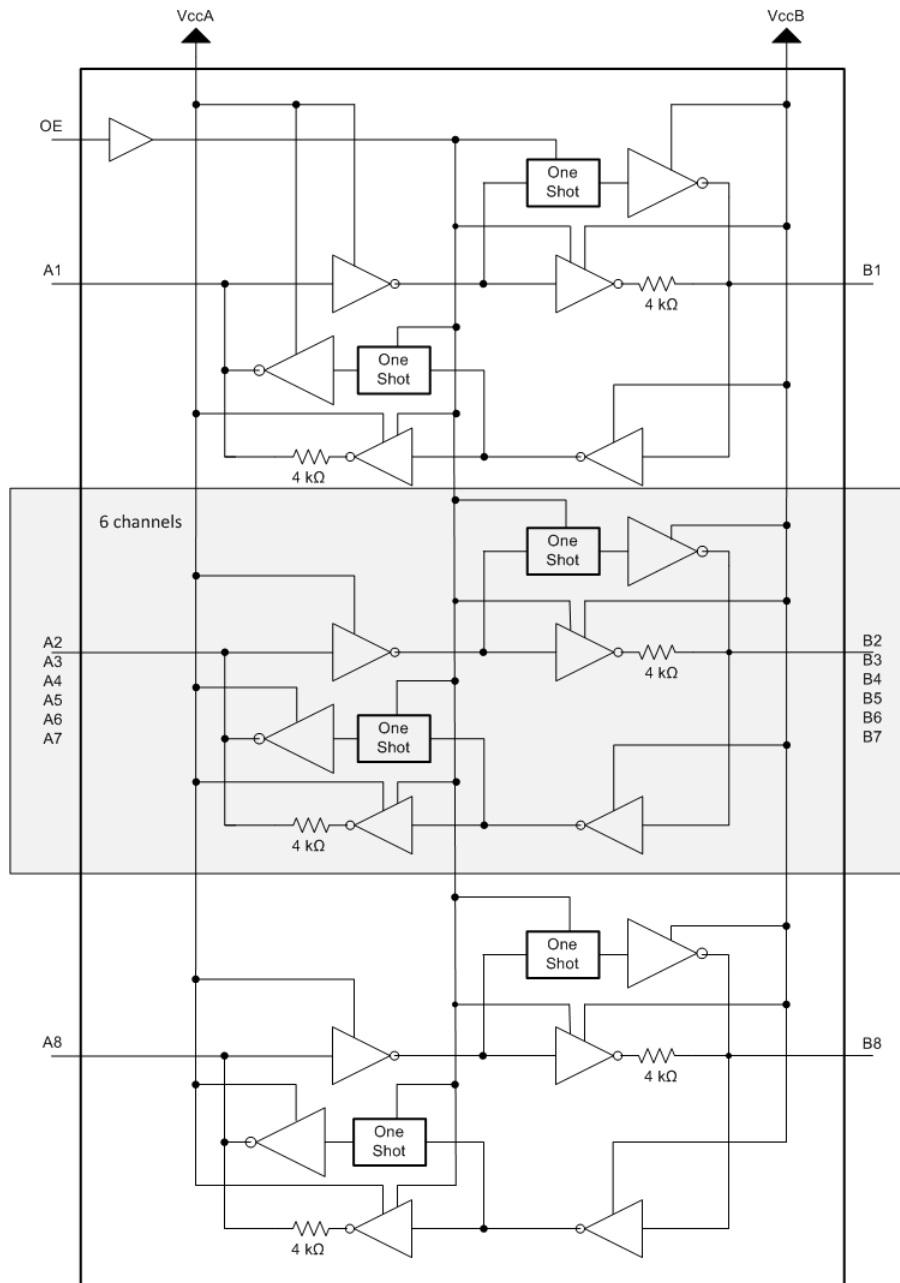 VccA
VccB
OE
One
Shot
A1
B1
4 kΩ
One
Shot
4 kΩ
6 channels
One
Shot
A2
A3
A4
A5
A6
A7
B2
B3
B4
B5
B6
B7
4 kΩ
One
Shot
4 kΩ
One
Shot
A8
B8
4 kΩ
One
Shot
4 kΩ